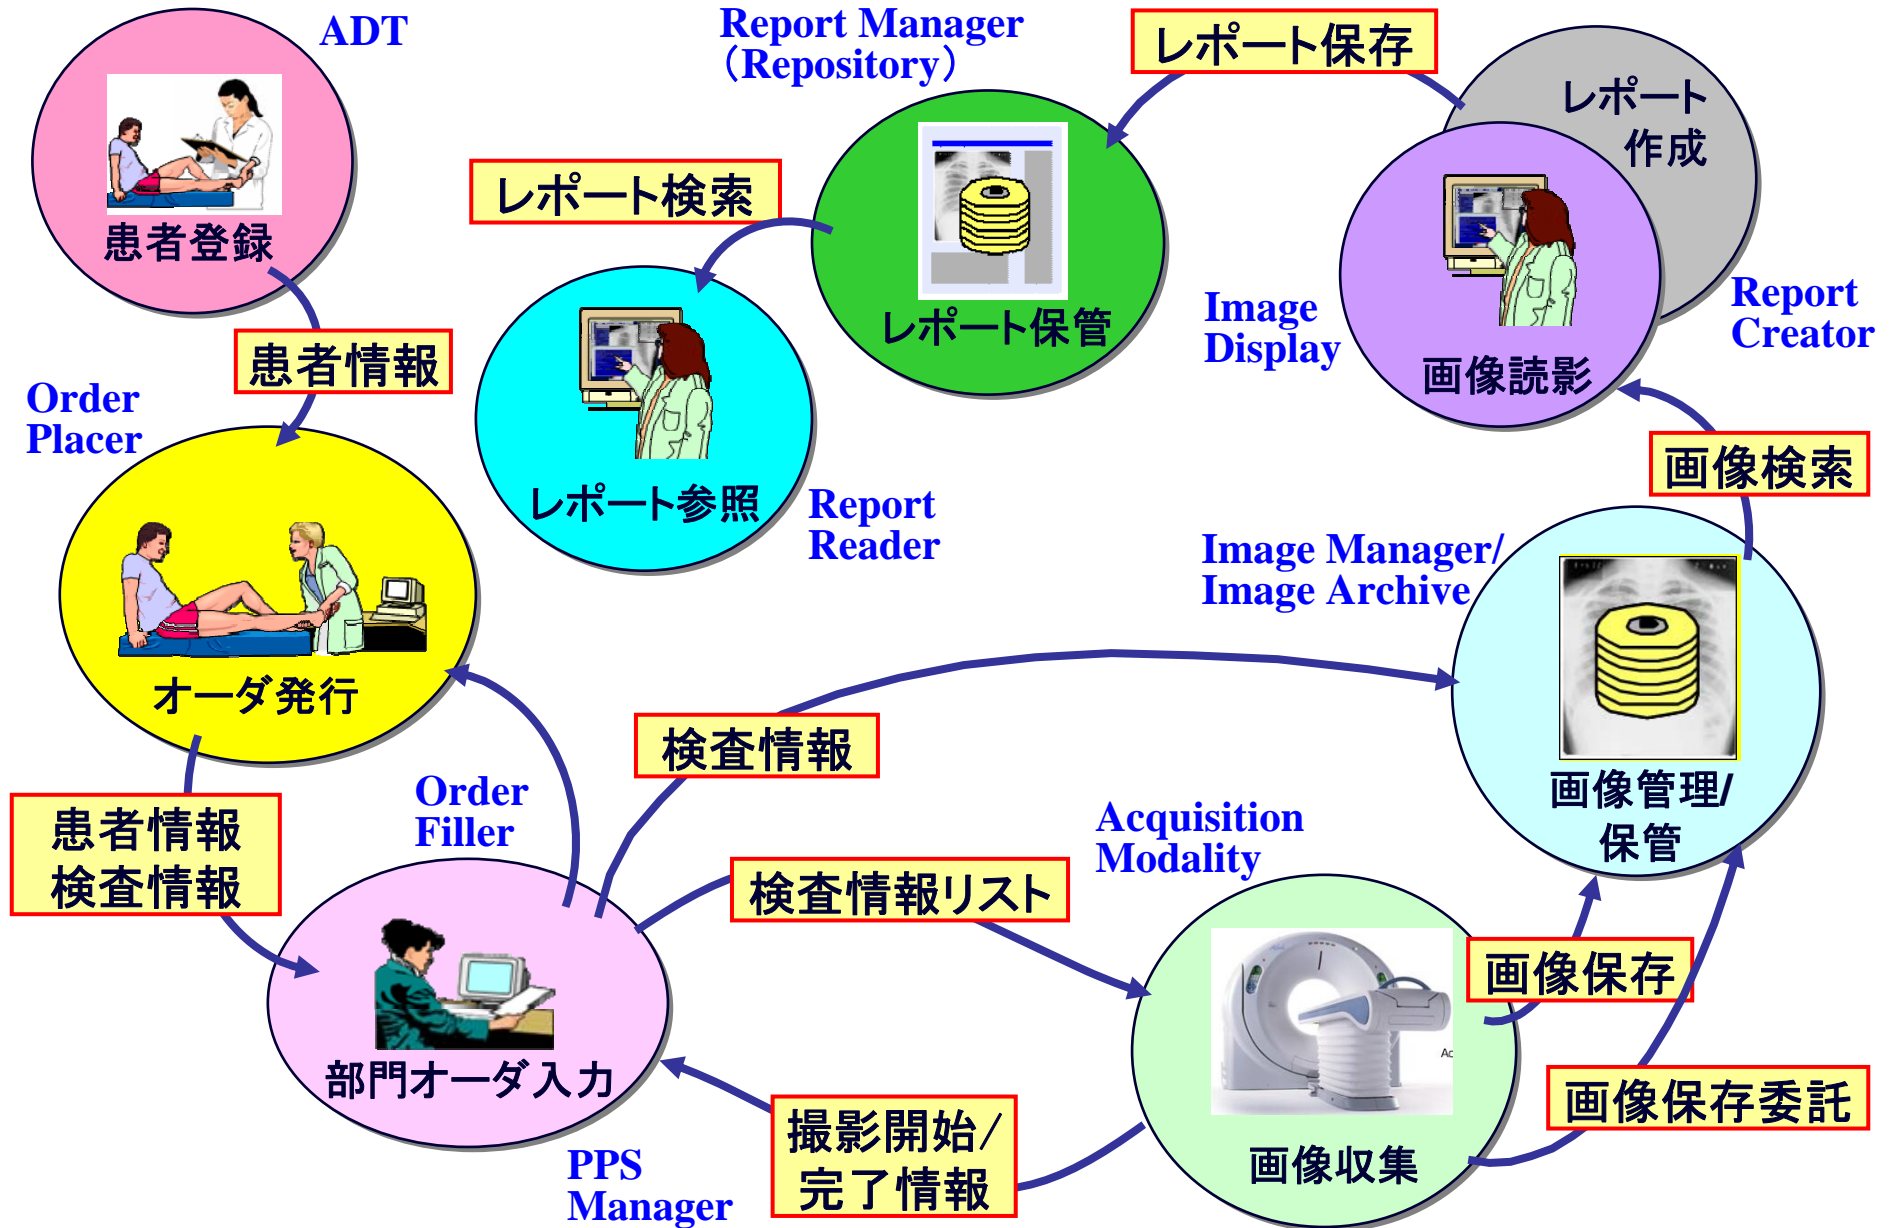 ADT
患者登録
患者情報
Order
Placer
オーダ発行
患者情報
検査情報
Order
Filler
部門オーダ入力
PPS
Manager
検査情報
検査情報リスト
撮影開始/
完了情報
Acquisition
Modality
画像収集
Ac
画像保存
画像保存委託
Image Manager/
Image Archive
画像管理/
保管
画像検索
Image
Display
画像読影
レポート
作成
Report
Creator
レポート保存
Report Manager
（Repository）
レポート保管
レポート検索
レポート参照
Report
Reader